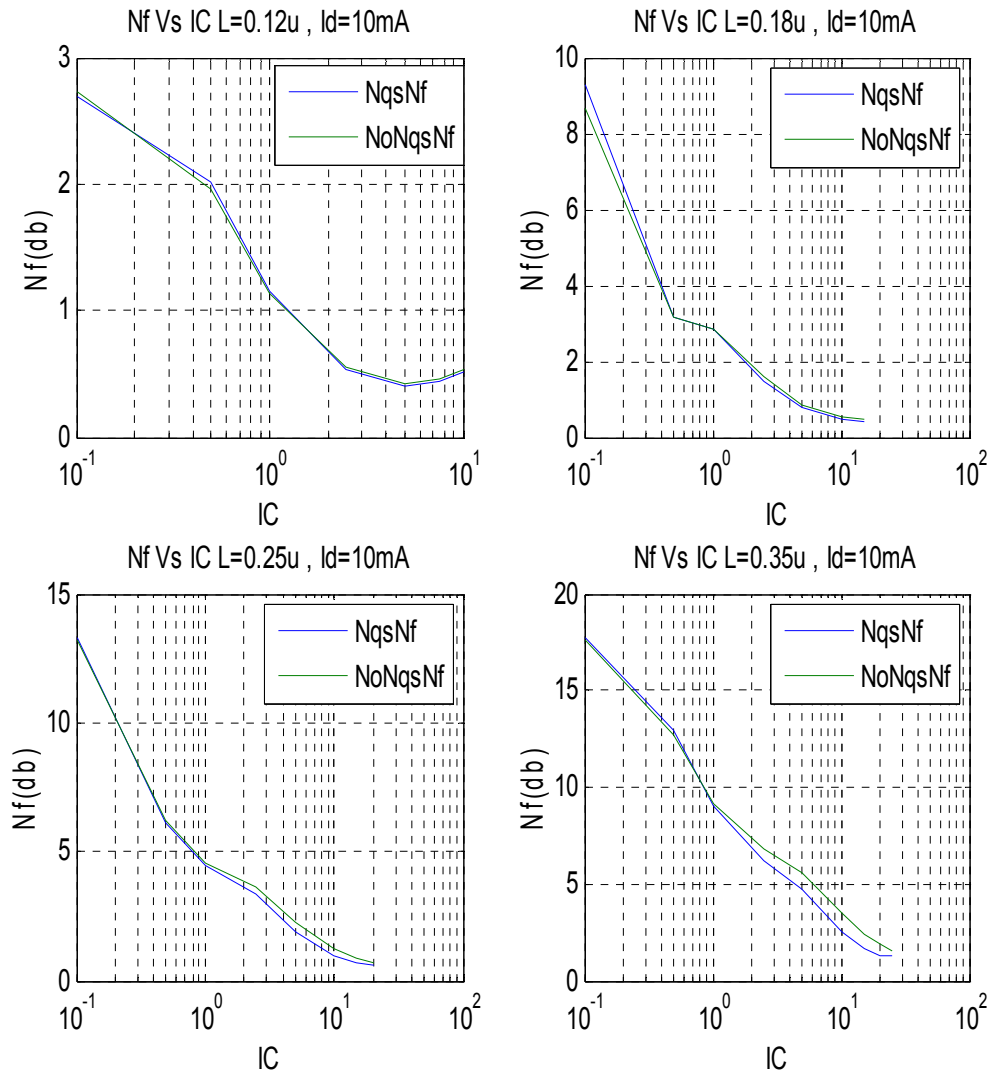 Nf Vs IC L=0.12u , Id=10mA
3
2
1
0
Nf(db)
NqsNf
NoNqsNf
10^-1
10^0
10^1
IC
Nf Vs IC L=0.18u , Id=10mA
10
8
6
4
2
0
Nf(db)
NqsNf
NoNqsNf
10^-1
10^0
10^1
10^2
IC
Nf Vs IC L=0.25u , Id=10mA
15
10
5
0
Nf(db)
NqsNf
NoNqsNf
10^-1
10^0
10^1
10^2
IC
Nf Vs IC L=0.35u , Id=10mA
20
15
10
5
0
Nf(db)
NqsNf
NoNqsNf
10^-1
10^0
10^1
10^2
IC